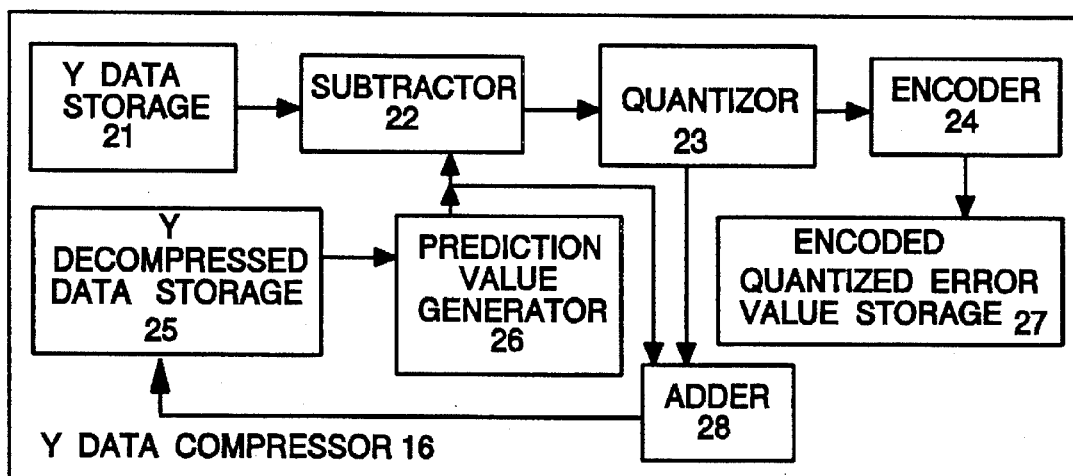 Y DATA
STORAGE
21
SUBTRACTOR
22
QUANTIZOR
23
ENCODER
24
Y
DECOMPRESSED
DATA STORAGE
25
PREDICTION
VALUE
GENERATOR
26
ENCODED
QUANTIZED ERROR
VALUE STORAGE 27
ADDER
28
Y DATA COMPRESSOR 16